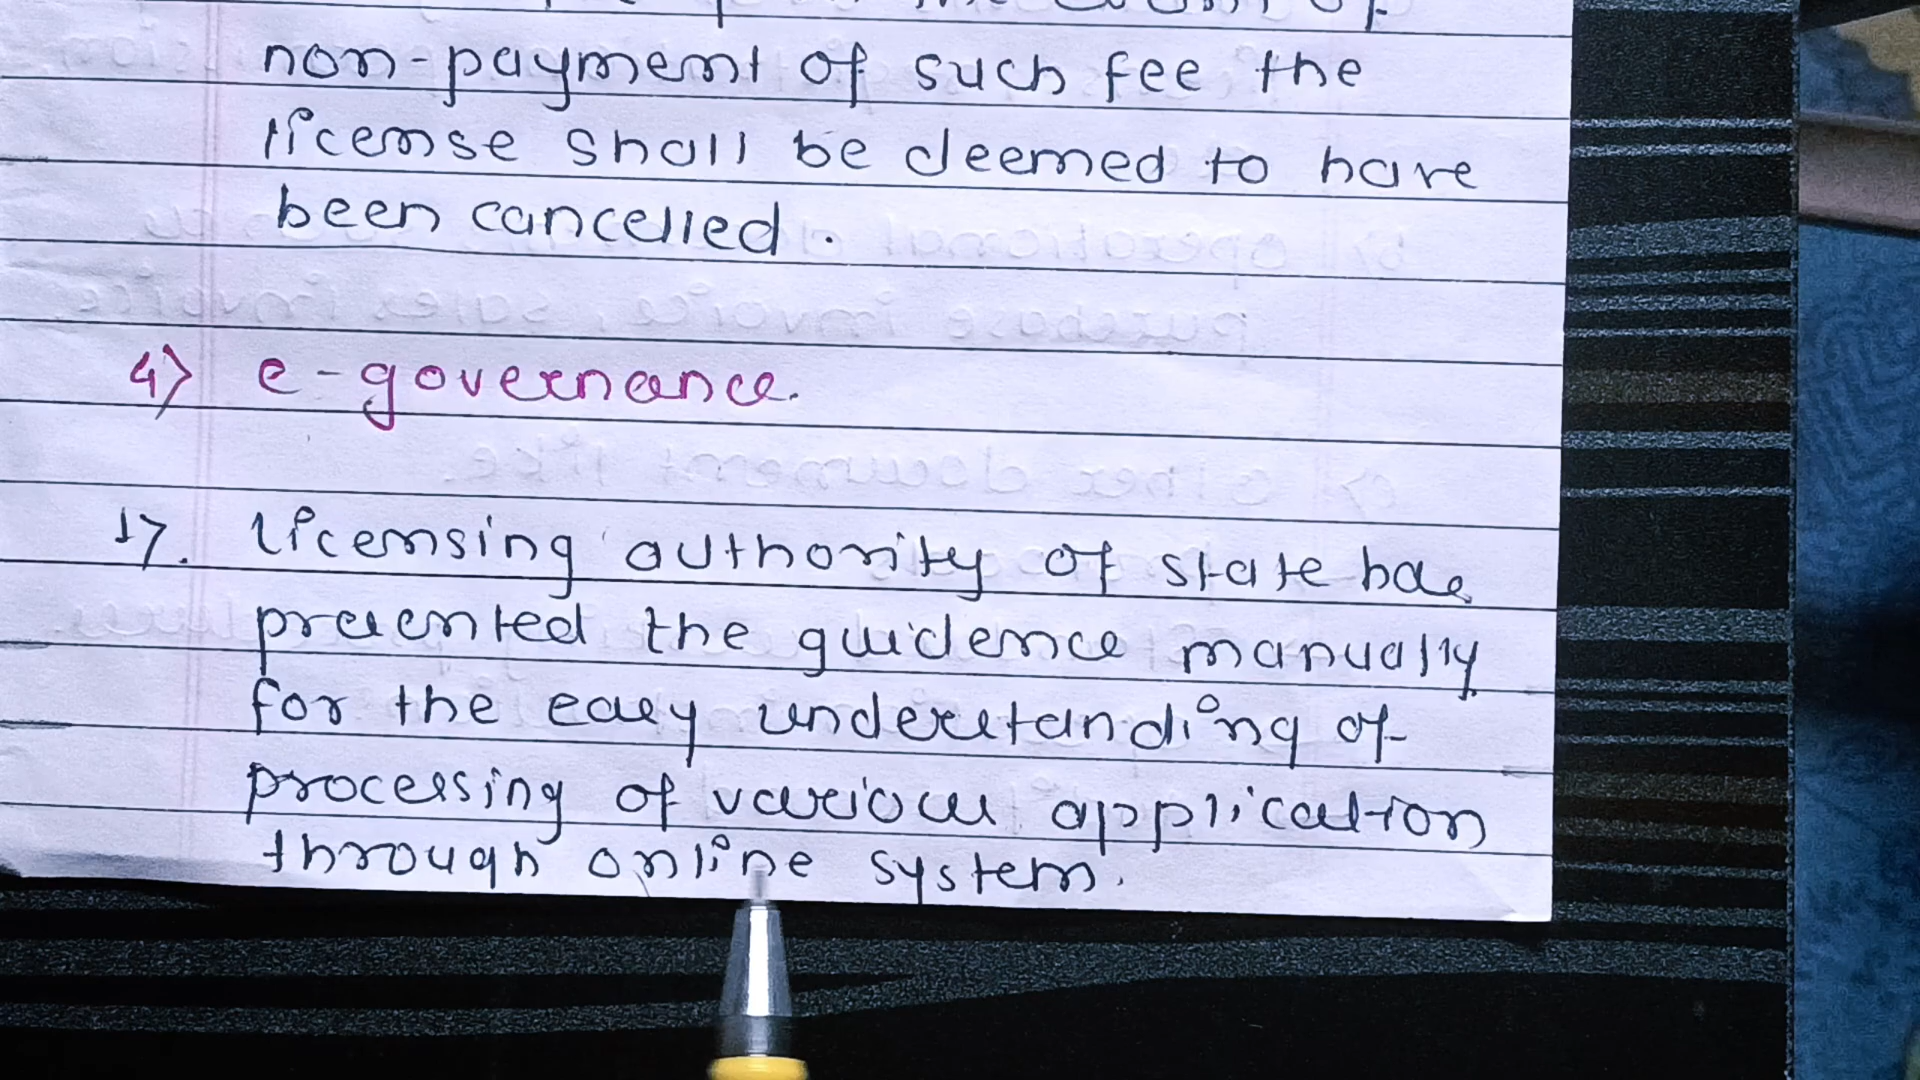 non-payment of such fee the
license shall be deemed to have
been cancelled.
4) e-governance.
1). licensing authority of state has
presented the guidence manually
for the easy understanding of
processing of various application
through online system.